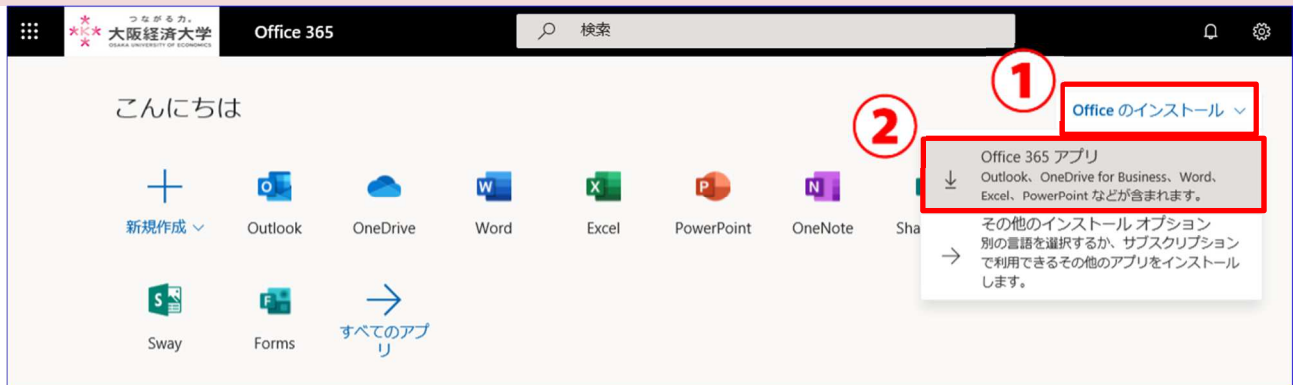 つながる力。
大阪経済大学
OSAKA UNIVERSITY OF ECONOMICS
Office 365
検索
こんにちは
①
Office のインストール
②
Office 365 アプリ
Outlook、OneDrive for Business、Word、
Excel、PowerPoint などが含まれます。
その他のインストール オプション
別の言語を選択するか、サブスクリプション
で利用できるその他のアプリをインストール
します。
新規作成
Outlook
OneDrive
Word
Excel
PowerPoint
OneNote
Sha
Sway
Forms
すべてのアプ
リ